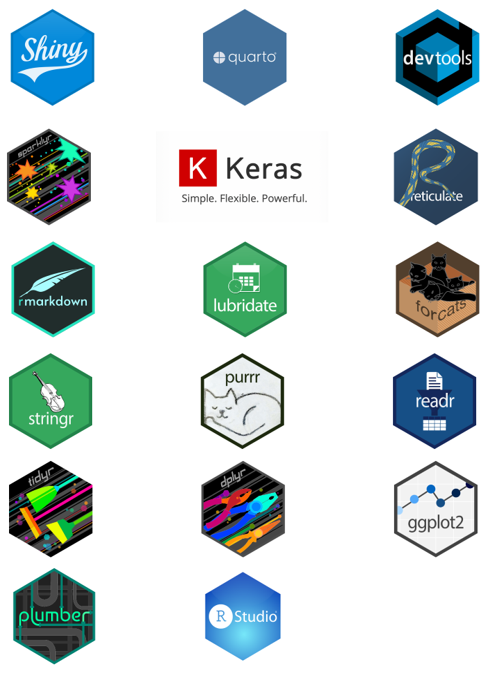 Shiny
quarto
devtools
sparklyr
K Keras
Simple. Flexible. Powerful.
reticulate
rmarkdown
lubridate
forcats
stringr
purrr
readr
tidyr
dplyr
ggplot2
plumber
R Studio